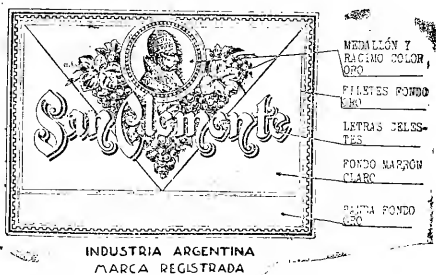 San Clemente
MEDALLÓN Y
RACIMO COLOR
ORO
FILETES FONDO
ORO
LETRAS CELES-
TES
FONDO MARRÓN
CLARO
BANDA FONDO
ORO
INDUSTRIA ARGENTINA
MARCA REGISTRADA